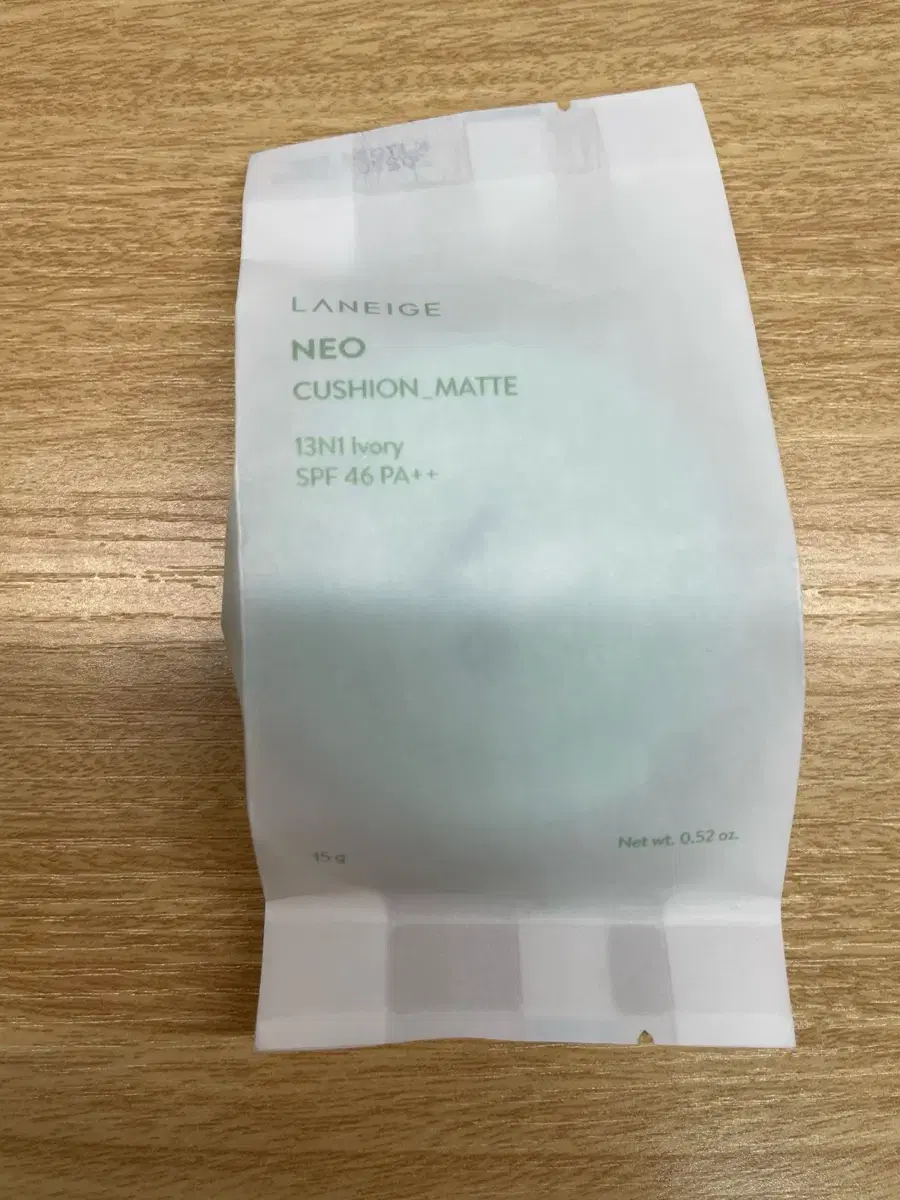 LANEIGE
NEO
CUSHION_MATTE
13N1 Ivory
SPF 46 PA++
15 g
Net wt. 0.52 oz.